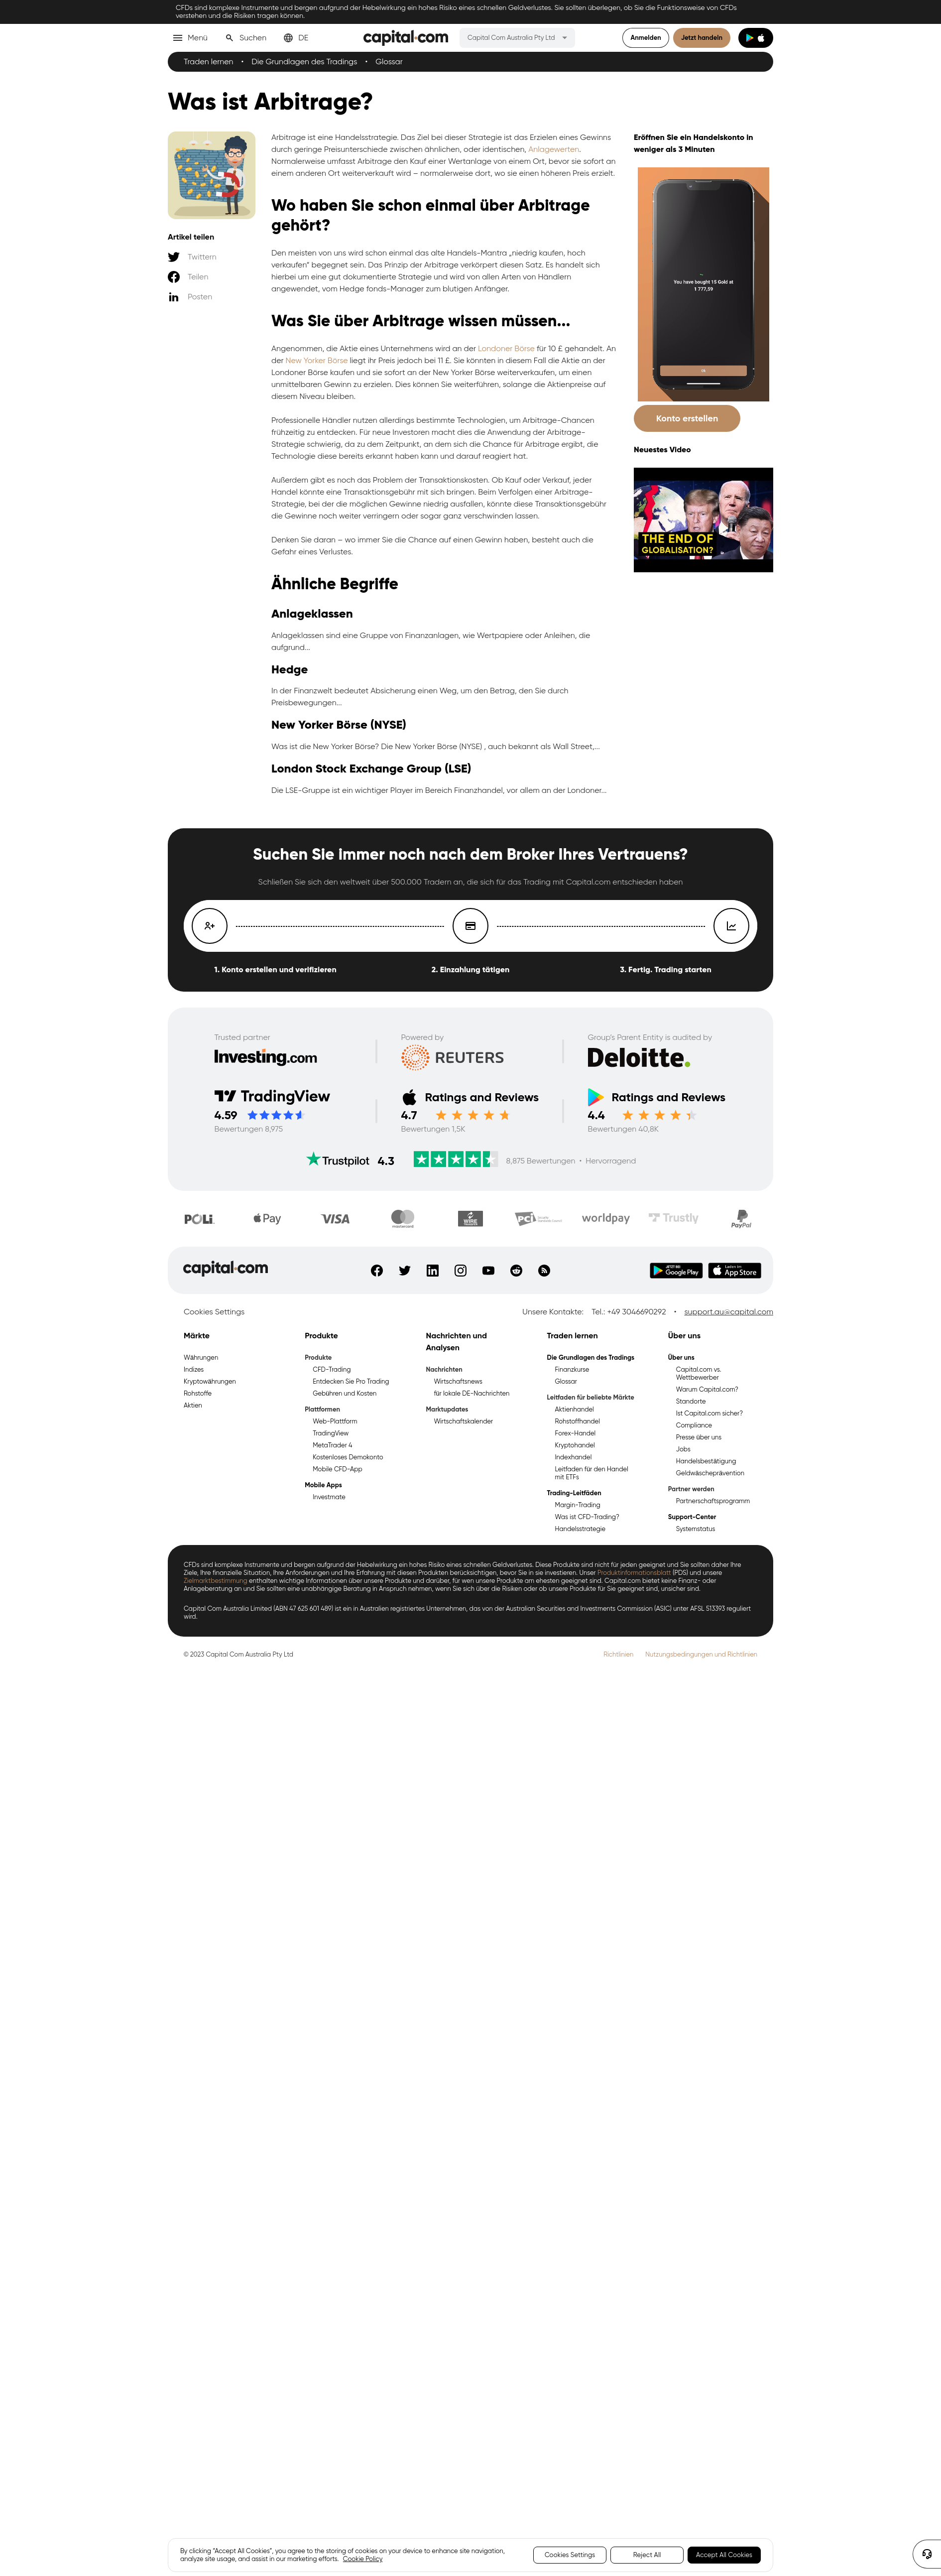 CFDs sind komplexe Instrumente und bergen aufgrund der Hebelwirkung ein hohes Risiko eines schnellen Geldverlustes. Sie sollten überlegen, ob Sie die Funktionsweise von CFDs
verstehen und die Risiken tragen können.
Menü
Suchen
DE
capital.com
Capital Com Australia Pty Ltd
Anmelden
Jetzt handeln
Traden lernen • Die Grundlagen des Tradings • Glossar
Was ist Arbitrage?
Artikel teilen
Twittern
Teilen
Posten
Arbitrage ist eine Handelsstrategie. Das Ziel bei dieser Strategie ist das Erzielen eines Gewinns
durch geringe Preisunterschiede zwischen ähnlichen, oder identischen, Anlagewerten.
Normalerweise umfasst Arbitrage den Kauf einer Wertanlage von einem Ort, bevor sie sofort an
einem anderen Ort weiterverkauft wird – normalerweise dort, wo sie einen höheren Preis erzielt.
Wo haben Sie schon einmal über Arbitrage
gehört?
Den meisten von uns wird schon einmal das alte Handels-Mantra „niedrig kaufen, hoch
verkaufen“ begegnet sein. Das Prinzip der Arbitrage verkörpert diesen Satz. Es handelt sich
hierbei um eine gut dokumentierte Strategie und wird von allen Arten von Händlern
angewendet, vom Hedge fonds-Manager zum blutigen Anfänger.
Was Sie über Arbitrage wissen müssen...
Angenommen, die Aktie eines Unternehmens wird an der Londoner Börse für 10 £ gehandelt. An
der New Yorker Börse liegt ihr Preis jedoch bei 11 £. Sie könnten in diesem Fall die Aktie an der
Londoner Börse kaufen und sie sofort an der New Yorker Börse weiterverkaufen, um einen
unmittelbaren Gewinn zu erzielen. Dies können Sie weiterführen, solange die Aktienpreise auf
diesem Niveau bleiben.
Professionelle Händler nutzen allerdings bestimmte Technologien, um Arbitrage-Chancen
frühzeitig zu entdecken. Für neue Investoren macht dies die Anwendung der Arbitrage-
Strategie schwierig, da zu dem Zeitpunkt, an dem sich die Chance für Arbitrage ergibt, die
Technologie diese bereits erkannt haben kann und darauf reagiert hat.
Außerdem gibt es noch das Problem der Transaktionskosten. Ob Kauf oder Verkauf, jeder
Handel könnte eine Transaktionsgebühr mit sich bringen. Beim Verfolgen einer Arbitrage-
Strategie, bei der die möglichen Gewinne niedrig ausfallen, könnte diese Transaktionsgebühr
die Gewinne noch weiter verringern oder sogar ganz verschwinden lassen.
Denken Sie daran – wo immer Sie die Chance auf einen Gewinn haben, besteht auch die
Gefahr eines Verlustes.
Ähnliche Begriffe
Anlageklassen
Anlageklassen sind eine Gruppe von Finanzanlagen, wie Wertpapiere oder Anleihen, die
aufgrund...
Hedge
In der Finanzwelt bedeutet Absicherung einen Weg, um den Betrag, den Sie durch
Preisbewegungen...
New Yorker Börse (NYSE)
Was ist die New Yorker Börse? Die New Yorker Börse (NYSE) , auch bekannt als Wall Street,...
London Stock Exchange Group (LSE)
Die LSE-Gruppe ist ein wichtiger Player im Bereich Finanzhandel, vor allem an der Londoner...
Eröffnen Sie ein Handelskonto in
weniger als 3 Minuten
You have bought 15 Gold at
1 777,59
Konto erstellen
Neuestes Video
THE END OF
GLOBALISATION?
Suchen Sie immer noch nach dem Broker Ihres Vertrauens?
Schließen Sie sich den weltweit über 500.000 Tradern an, die sich für das Trading mit Capital.com entschieden haben
1. Konto erstellen und verifizieren
2. Einzahlung tätigen
3. Fertig. Trading starten
Trusted partner
Investing.com
Powered by
REUTERS
Group's Parent Entity is audited by
Deloitte.
TradingView
4.59
Bewertungen 8,975
Ratings and Reviews
4.7
Bewertungen 1,5K
Ratings and Reviews
4.4
Bewertungen 40,8K
Trustpilot
4.3
8,875 Bewertungen • Hervorragend
POLi
Pay
VISA
mastercard
WIRE
PCI
worldpay
Trustly
PayPal
capital.com
JETZT BEI
Google Play
Laden im
App Store
Cookies Settings
Unsere Kontakte: Tel.: +49 3046690292 • support.au@capital.com
Märkte
Währungen
Indizes
Kryptowährungen
Rohstoffe
Aktien
Produkte
Produkte
CFD-Trading
Entdecken Sie Pro Trading
Gebühren und Kosten
Plattformen
Web-Plattform
TradingView
MetaTrader 4
Kostenloses Demokonto
Mobile CFD-App
Mobile Apps
Investmate
Nachrichten und
Analysen
Nachrichten
Wirtschaftsnews
für lokale DE-Nachrichten
Marktupdates
Wirtschaftskalender
Traden lernen
Die Grundlagen des Tradings
Finanzkurse
Glossar
Leitfaden für beliebte Märkte
Aktienhandel
Rohstoffhandel
Forex-Handel
Kryptohandel
Indexhandel
Leitfaden für den Handel
mit ETFs
Trading-Leitfäden
Margin-Trading
Was ist CFD-Trading?
Handelsstrategie
Über uns
Über uns
Capital.com vs.
Wettbewerber
Warum Capital.com?
Standorte
Ist Capital.com sicher?
Compliance
Presse über uns
Jobs
Handelsbestätigung
Geldwäscheprävention
Partner werden
Partnerschaftsprogramm
Support-Center
Systemstatus
CFDs sind komplexe Instrumente und bergen aufgrund der Hebelwirkung ein hohes Risiko eines schnellen Geldverlustes. Diese Produkte sind nicht für jeden geeignet und Sie sollten daher Ihre
Ziele, Ihre finanzielle Situation, Ihre Anforderungen und Ihre Erfahrung mit diesen Produkten berücksichtigen, bevor Sie in sie investieren. Unser Produktinformationsblatt (PDS) und unsere
Zielmarktbestimmung enthalten wichtige Informationen über unsere Produkte und darüber, für wen unsere Produkte am ehesten geeignet sind. Capital.com bietet keine Finanz- oder
Anlageberatung an und Sie sollten eine unabhängige Beratung in Anspruch nehmen, wenn Sie sich über die Risiken oder ob unsere Produkte für Sie geeignet sind, unsicher sind.
Capital Com Australia Limited (ABN 47 625 601 489) ist ein in Australien registriertes Unternehmen, das von der Australian Securities and Investments Commission (ASIC) unter AFSL 513393 reguliert
wird.
© 2023 Capital Com Australia Pty Ltd
Richtlinien
Nutzungsbedingungen und Richtlinien
By clicking “Accept All Cookies”, you agree to the storing of cookies on your device to enhance site navigation,
analyze site usage, and assist in our marketing efforts. Cookie Policy
Cookies Settings
Reject All
Accept All Cookies